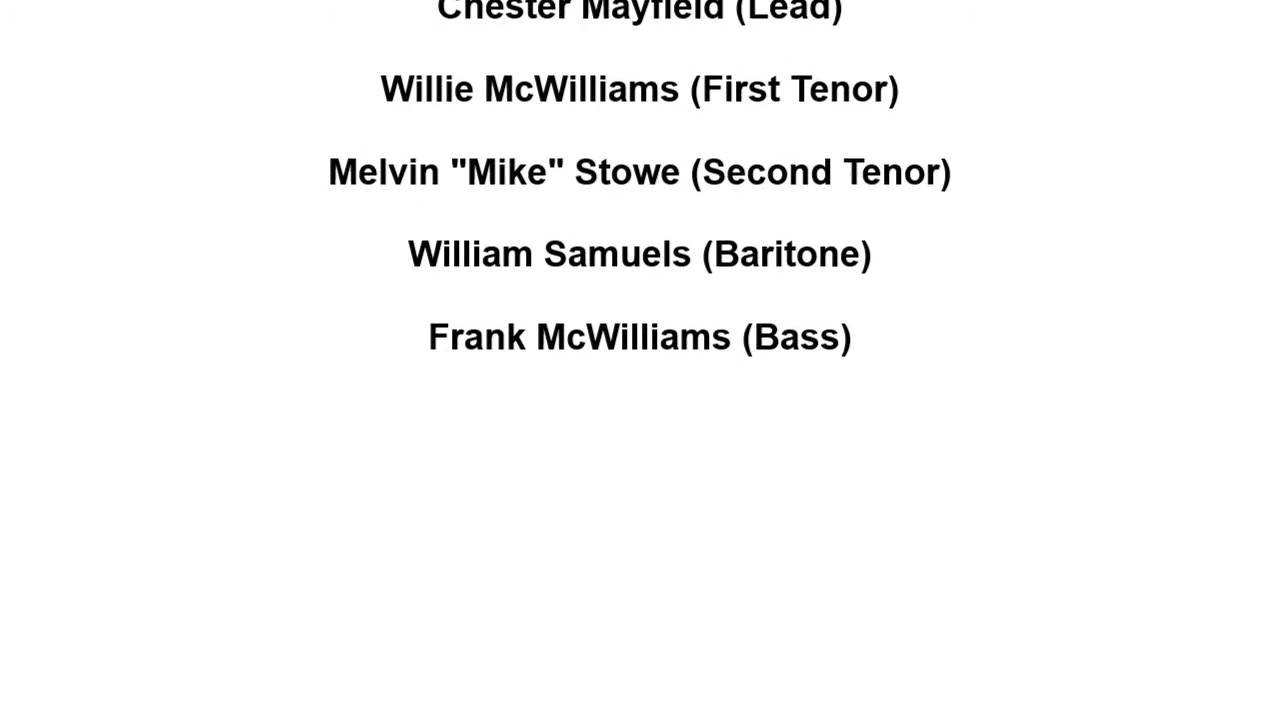 Chester Mayfield (Lead)
Willie McWilliams (First Tenor)
Melvin "Mike" Stowe (Second Tenor)
William Samuels (Baritone)
Frank McWilliams (Bass)